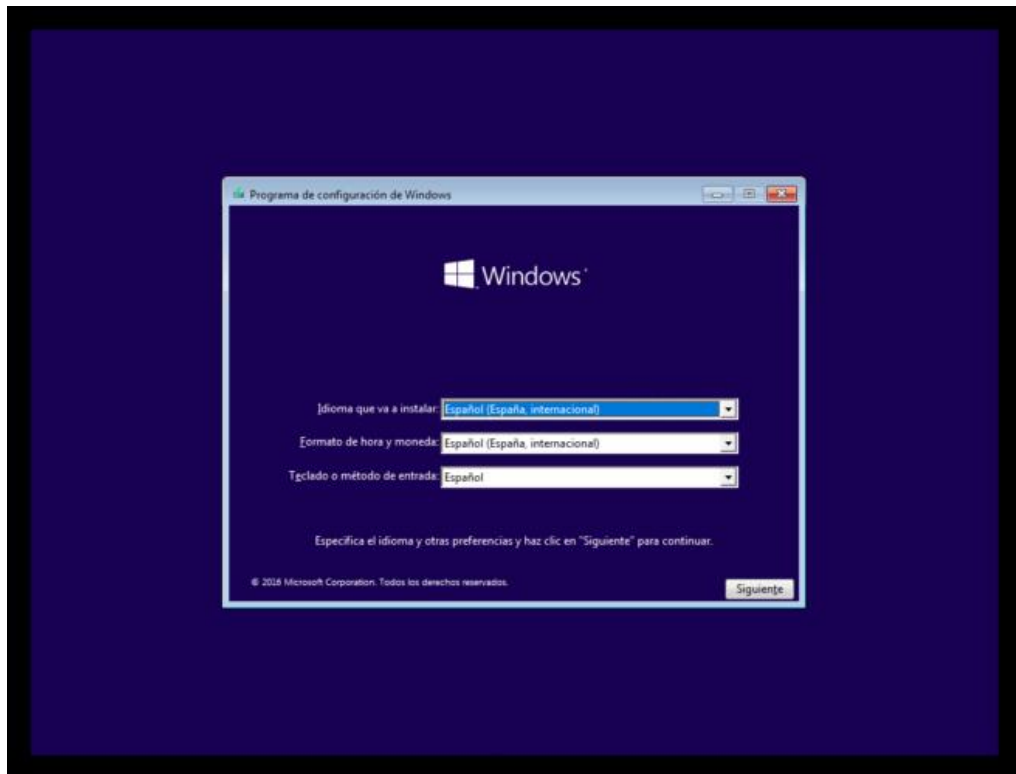 Programa de configuración de Windows
Windows
Idioma que va a instalar: Español (España, internacional)
Formato de hora y moneda: Español (España, internacional)
Teclado o método de entrada: Español
Especifica el idioma y otras preferencias y haz clic en "Siguiente" para continuar.
© 2016 Microsoft Corporation. Todos los derechos reservados.
Siguiente